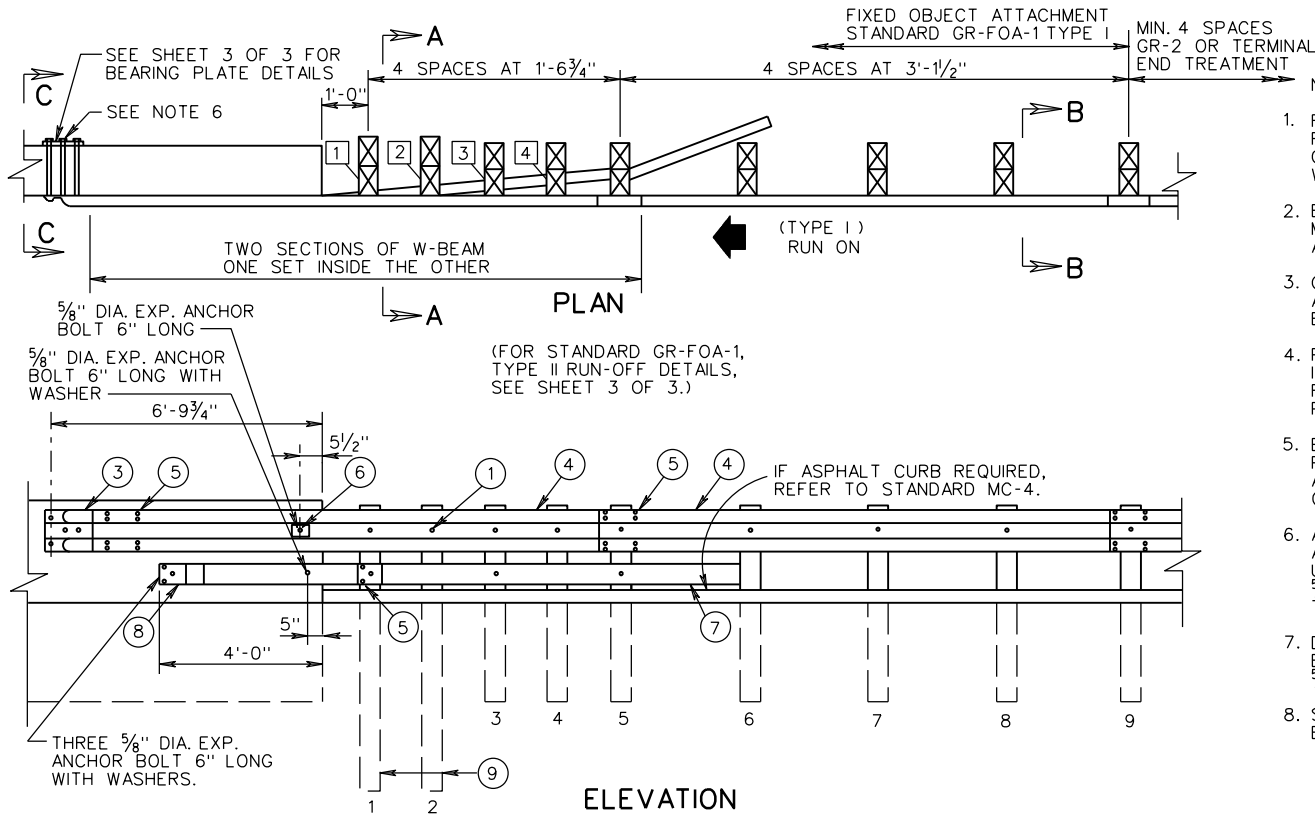 FIXED OBJECT ATTACHMENT
STANDARD GR-FOA-1 TYPE I
MIN. 4 SPACES
GR-2 OR TERMINAL
END TREATMENT
A
SEE SHEET 3 OF 3 FOR
BEARING PLATE DETAILS
4 SPACES AT 1'-6¾"
4 SPACES AT 3'-1½"
C
1'-0"
SEE NOTE 6
B
1
2
3
4
C
TWO SECTIONS OF W-BEAM
ONE SET INSIDE THE OTHER
(TYPE I)
RUN ON
B
A
PLAN
⅝" DIA. EXP. ANCHOR
BOLT 6" LONG
⅝" DIA. EXP. ANCHOR
BOLT 6" LONG WITH
WASHER
(FOR STANDARD GR-FOA-1,
TYPE II RUN-OFF DETAILS,
SEE SHEET 3 OF 3.)
6'-9¾"
5½"
3
5
6
1
4
5
4
IF ASPHALT CURB REQUIRED,
REFER TO STANDARD MC-4.
8
5"
5
7
4'-0"
3
4
5
6
7
8
9
THREE ⅝" DIA. EXP.
ANCHOR BOLT 6" LONG
WITH WASHERS.
9
1
2
ELEVATION
1.
2.
3.
4.
5.
6.
7.
8.